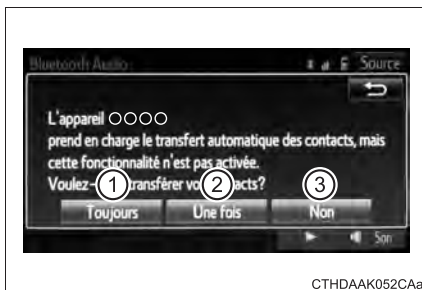 Bluetooth Audio
Source
L'appareil ○○○○
prend en charge le transfert automatique des contacts, mais
cette fonctionnalité n'est pas activée.
Voulez- 1 transférer vo 2 acts? 3
Toujours Une fois Non
Son
CTHDAAK052CAa